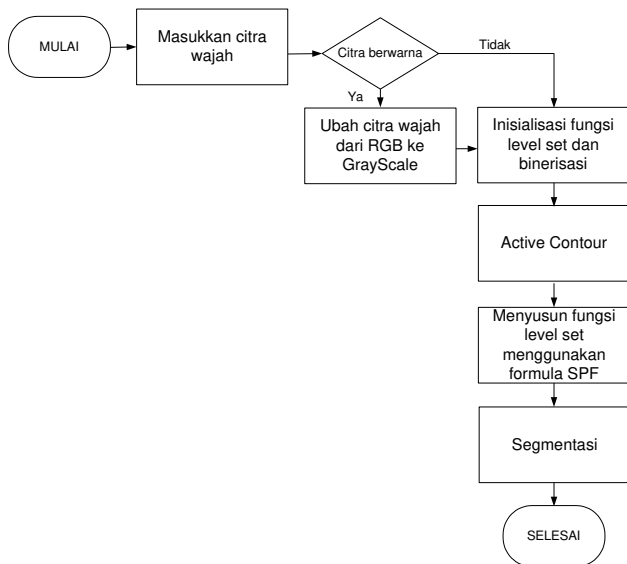 MULAI
Masukkan citra
wajah
Citra berwarna
Tidak
Ya
Ubah citra wajah
dari RGB ke
GrayScale
Inisialisasi fungsi
level set dan
binerisasi
Active Contour
Menyusun fungsi
level set
menggunakan
formula SPF
Segmentasi
SELESAI